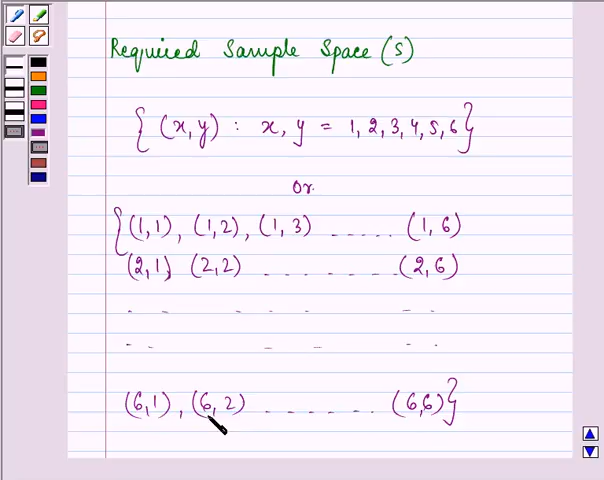 Required Sample Space (S)
{(x, y) : x, y = 1, 2, 3, 4, 5, 6}
Or
{(1, 1), (1, 2), (1, 3) ..... (1, 6)
(2, 1) (2, 2) - - - - - - - - (2, 6)
- - - - - - - - -
- - - - - -
(6, 1), (6, 2) - - - - - - - (6, 6)}